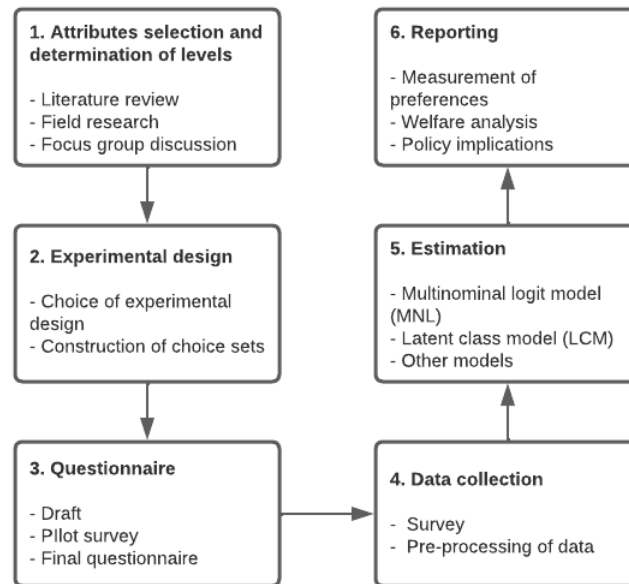 1. Attributes selection and
determination of levels
- Literature review
- Field research
- Focus group discussion
2. Experimental design
- Choice of experimental
design
- Construction of choice sets
3. Questionnaire
- Draft
- PIlot survey
- Final questionnaire
4. Data collection
- Survey
- Pre-processing of data
5. Estimation
- Multinominal logit model
(MNL)
- Latent class model (LCM)
- Other models
6. Reporting
- Measurement of
preferences
- Welfare analysis
- Policy implications